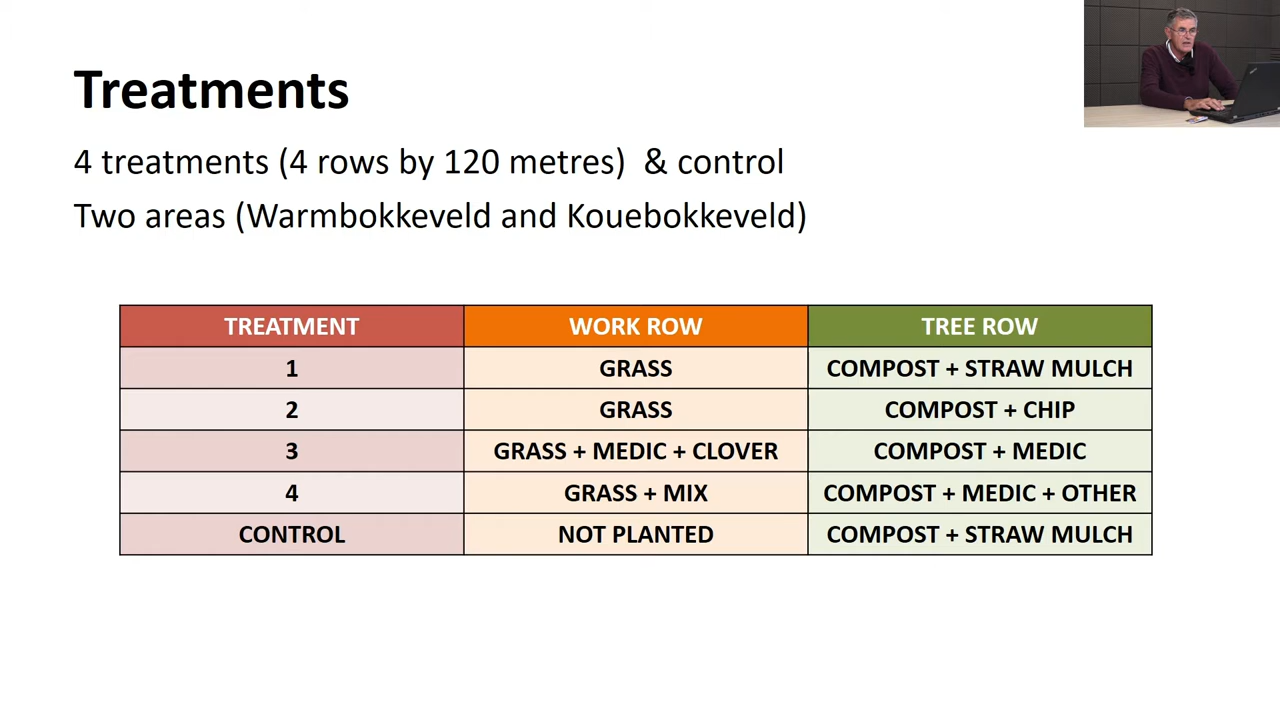 Treatments
4 treatments (4 rows by 120 metres) & control
Two areas (Warmbokkeveld and Kouebokkeveld)
TREATMENT WORK ROW TREE ROW
1 GRASS COMPOST + STRAW MULCH
2 GRASS COMPOST + CHIP
3 GRASS + MEDIC + CLOVER COMPOST + MEDIC
4 GRASS + MIX COMPOST + MEDIC + OTHER
CONTROL NOT PLANTED COMPOST + STRAW MULCH